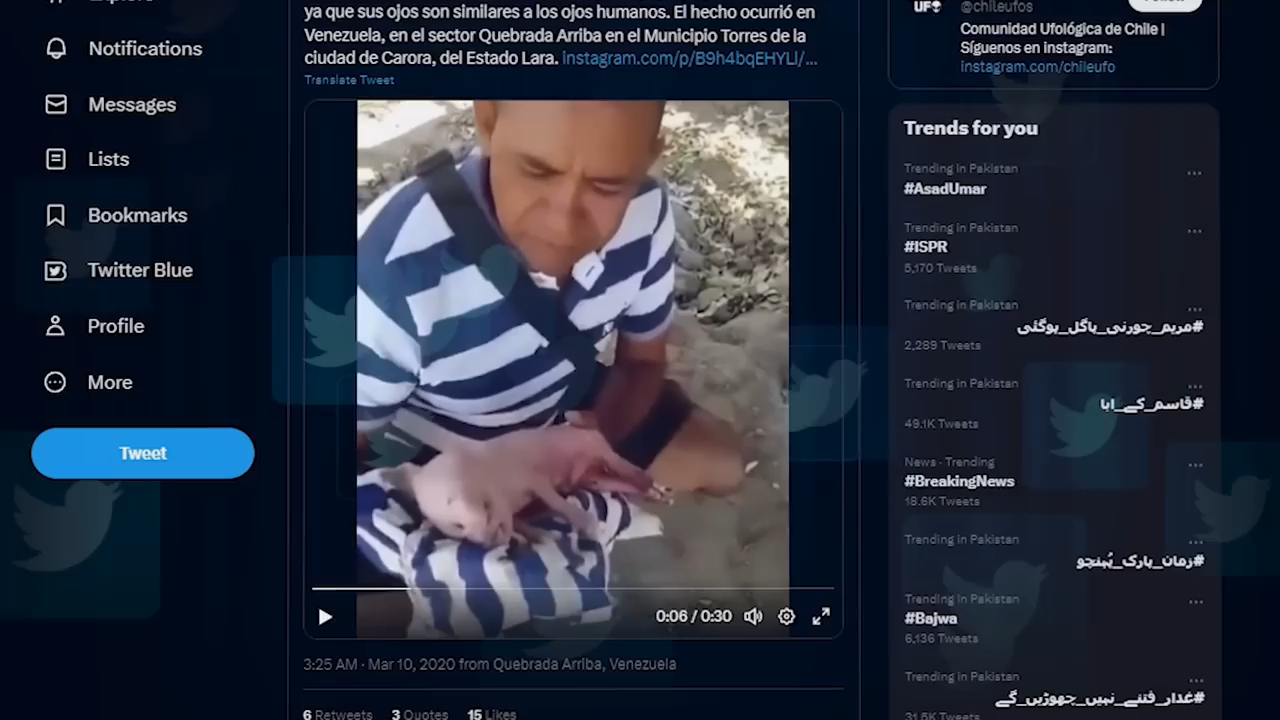 Notifications
Messages
Lists
Bookmarks
Twitter Blue
Profile
More
Tweet
ya que sus ojos son similares a los ojos humanos. El hecho ocurrió en
Venezuela, en el sector Quebrada Arriba en el Municipio Torres de la
ciudad de Carora, del Estado Lara. instagram.com/p/B9h4bqEHYLl/...
Translate Tweet
0:06 / 0:30
3:25 AM · Mar 10, 2020 from Quebrada Arriba, Venezuela
6 Retweets 3 Quotes 15 Likes
@chileufos
Comunidad Ufológica de Chile |
Síguenos en instagram:
instagram.com/chileufo
Trends for you
Trending in Pakistan
#AsadUmar
Trending in Pakistan
#ISPR
5,170 Tweets
Trending in Pakistan
#مریم_چورنی_پاگل_ہوگئی
2,289 Tweets
Trending in Pakistan
#قاسم_کے_ابا
49.1K Tweets
News · Trending
#BreakingNews
18.6K Tweets
Trending in Pakistan
#زمان_پارک_پُہنچو
Trending in Pakistan
#Bajwa
6,136 Tweets
Trending in Pakistan
#غدار_فتنے_نہیں_چھوڑیں_گے
31.5K Tweets